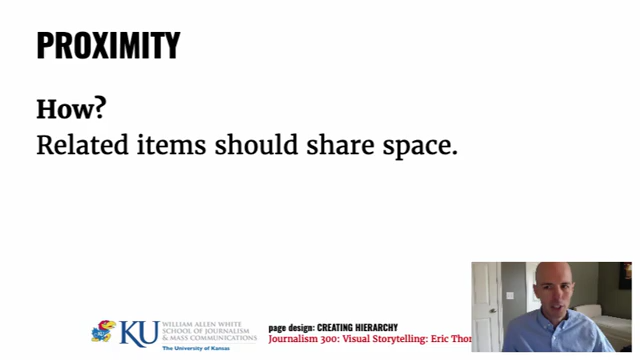 PROXIMITY
How?
Related items should share space.
KU
WILLIAM ALLEN WHITE
SCHOOL OF JOURNALISM
& MASS COMMUNICATIONS
The University of Kansas
page design: CREATING HIERARCHY
Journalism 300: Visual Storytelling: Eric